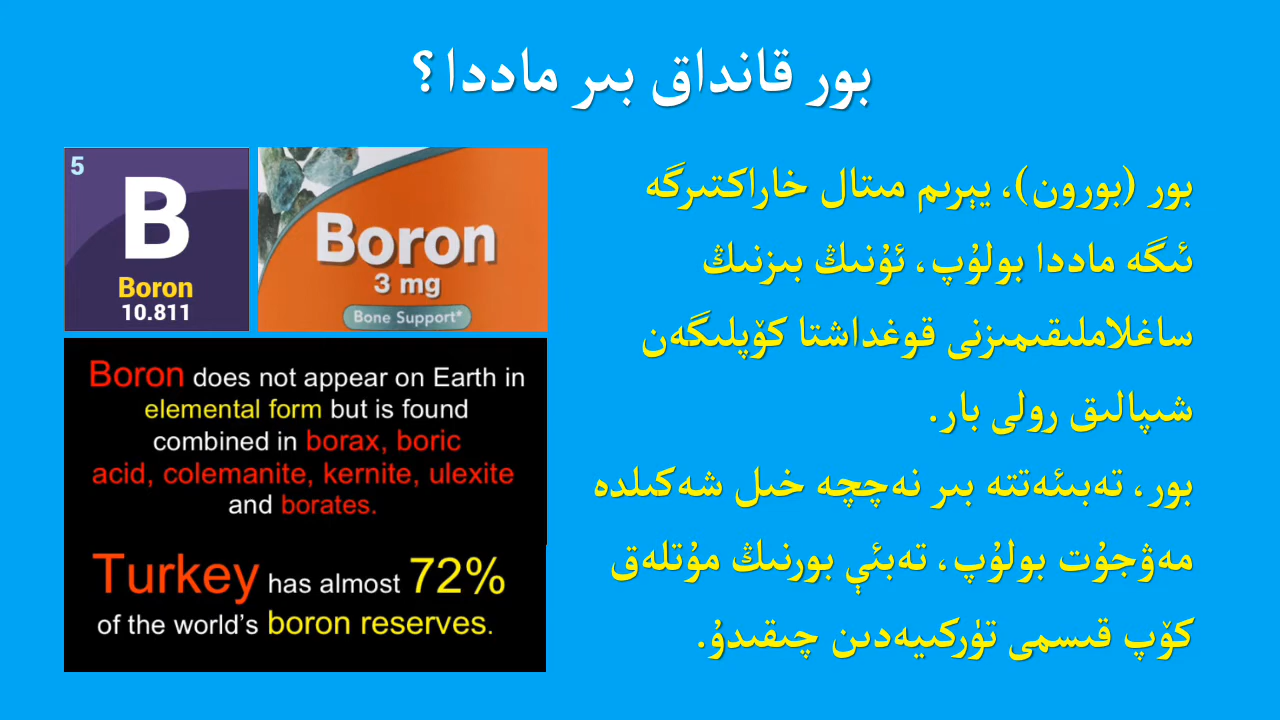 بور قانداق بىر ماددا؟
5
B
Boron
10.811
Boron
3 mg
Bone Support*
Boron does not appear on Earth in
elemental form but is found
combined in borax, boric
acid, colemanite, kernite, ulexite
and borates.
Turkey has almost 72%
of the world’s boron reserves.
بور (بورون)، يېرىم مىتال خاراكتىرگە
ئىگە ماددا بولۇپ، ئۇنىڭ بىزنىڭ
ساغلاملىقىمىزنى قوغداشتا كۆپلىگەن
شىپالىق رولى بار.
بور، تەبىئەتتە بىر نەچچە خىل شەكىلدە
مەۋجۇت بولۇپ، تەبئې بورنىڭ مۇتلەق
كۆپ قىسمى تۈركىيەدىن چىقىدۇ.